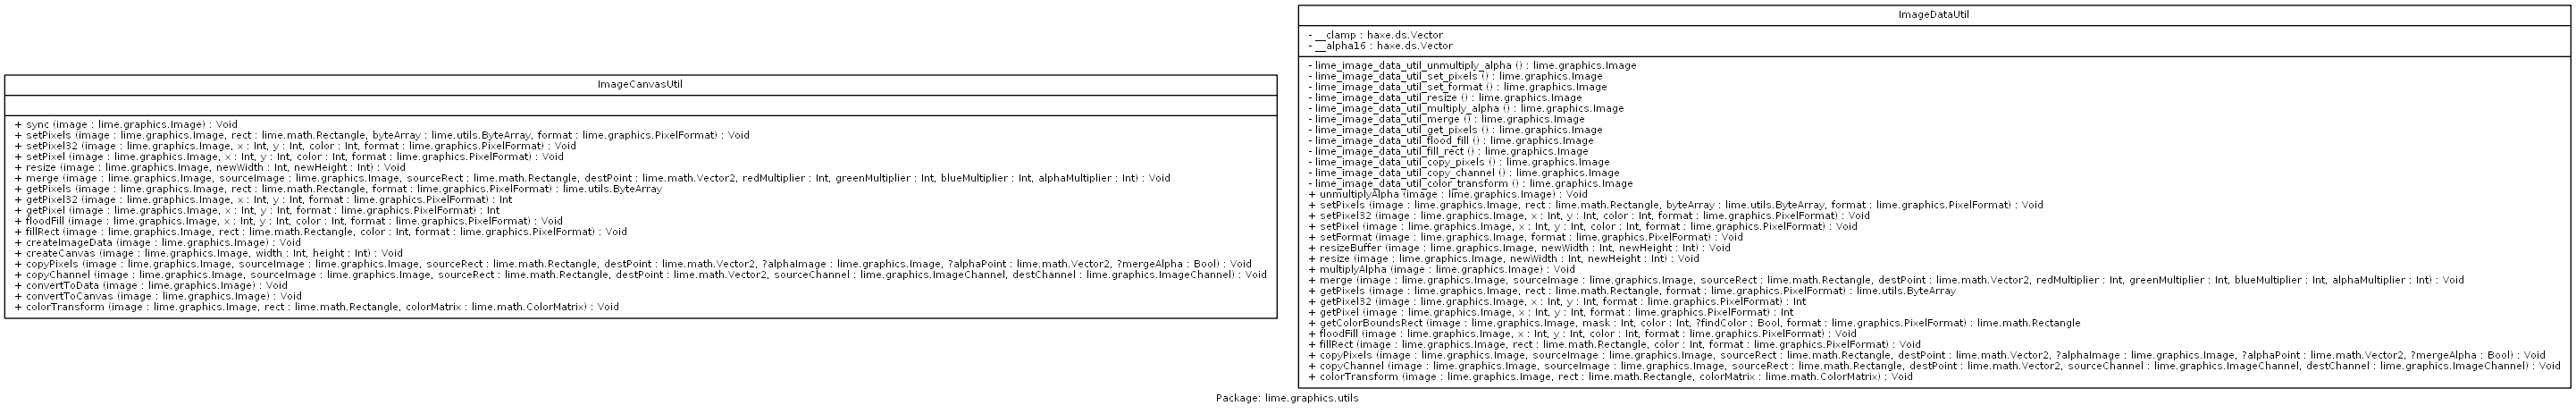 ImageCanvasUtil
+ sync (image : lime.graphics.Image) : Void
+ setPixels (image : lime.graphics.Image, rect : lime.math.Rectangle, byteArray : lime.utils.ByteArray, format : lime.graphics.PixelFormat) : Void
+ setPixel32 (image : lime.graphics.Image, x : Int, y : Int, color : Int, format : lime.graphics.PixelFormat) : Void
+ setPixel (image : lime.graphics.Image, x : Int, y : Int, color : Int, format : lime.graphics.PixelFormat) : Void
+ resize (image : lime.graphics.Image, newWidth : Int, newHeight : Int) : Void
+ merge (image : lime.graphics.Image, sourceImage : lime.graphics.Image, sourceRect : lime.math.Rectangle, destPoint : lime.math.Vector2, redMultiplier : Int, greenMultiplier : Int, blueMultiplier : Int, alphaMultiplier : Int) : Void
+ getPixels (image : lime.graphics.Image, rect : lime.math.Rectangle, format : lime.graphics.PixelFormat) : lime.utils.ByteArray
+ getPixel32 (image : lime.graphics.Image, x : Int, y : Int, format : lime.graphics.PixelFormat) : Int
+ getPixel (image : lime.graphics.Image, x : Int, y : Int, format : lime.graphics.PixelFormat) : Int
+ floodFill (image : lime.graphics.Image, x : Int, y : Int, color : Int, format : lime.graphics.PixelFormat) : Void
+ fillRect (image : lime.graphics.Image, rect : lime.math.Rectangle, color : Int, format : lime.graphics.PixelFormat) : Void
+ createImageData (image : lime.graphics.Image) : Void
+ createCanvas (image : lime.graphics.Image, width : Int, height : Int) : Void
+ copyPixels (image : lime.graphics.Image, sourceImage : lime.graphics.Image, sourceRect : lime.math.Rectangle, destPoint : lime.math.Vector2, ?alphaImage : lime.graphics.Image, ?alphaPoint : lime.math.Vector2, ?mergeAlpha : Bool) : Void
+ copyChannel (image : lime.graphics.Image, sourceImage : lime.graphics.Image, sourceRect : lime.math.Rectangle, destPoint : lime.math.Vector2, sourceChannel : lime.graphics.ImageChannel, destChannel : lime.graphics.ImageChannel) : Void
+ convertToData (image : lime.graphics.Image) : Void
+ convertToCanvas (image : lime.graphics.Image) : Void
+ colorTransform (image : lime.graphics.Image, rect : lime.math.Rectangle, colorMatrix : lime.math.ColorMatrix) : Void
ImageDataUtil
- __clamp : haxe.ds.Vector
- __alpha16 : haxe.ds.Vector
- lime_image_data_util_unmultiply_alpha () : lime.graphics.Image
- lime_image_data_util_set_pixels () : lime.graphics.Image
- lime_image_data_util_set_format () : lime.graphics.Image
- lime_image_data_util_resize () : lime.graphics.Image
- lime_image_data_util_multiply_alpha () : lime.graphics.Image
- lime_image_data_util_merge () : lime.graphics.Image
- lime_image_data_util_get_pixels () : lime.graphics.Image
- lime_image_data_util_flood_fill () : lime.graphics.Image
- lime_image_data_util_fill_rect () : lime.graphics.Image
- lime_image_data_util_copy_pixels () : lime.graphics.Image
- lime_image_data_util_copy_channel () : lime.graphics.Image
- lime_image_data_util_color_transform () : lime.graphics.Image
+ unmultiplyAlpha (image : lime.graphics.Image) : Void
+ setPixels (image : lime.graphics.Image, rect : lime.math.Rectangle, byteArray : lime.utils.ByteArray, format : lime.graphics.PixelFormat) : Void
+ setPixel32 (image : lime.graphics.Image, x : Int, y : Int, color : Int, format : lime.graphics.PixelFormat) : Void
+ setPixel (image : lime.graphics.Image, x : Int, y : Int, color : Int, format : lime.graphics.PixelFormat) : Void
+ setFormat (image : lime.graphics.Image, format : lime.graphics.PixelFormat) : Void
+ resizeBuffer (image : lime.graphics.Image, newWidth : Int, newHeight : Int) : Void
+ resize (image : lime.graphics.Image, newWidth : Int, newHeight : Int) : Void
+ multiplyAlpha (image : lime.graphics.Image) : Void
+ merge (image : lime.graphics.Image, sourceImage : lime.graphics.Image, sourceRect : lime.math.Rectangle, destPoint : lime.math.Vector2, redMultiplier : Int, greenMultiplier : Int, blueMultiplier : Int, alphaMultiplier : Int) : Void
+ getPixels (image : lime.graphics.Image, rect : lime.math.Rectangle, format : lime.graphics.PixelFormat) : lime.utils.ByteArray
+ getPixel32 (image : lime.graphics.Image, x : Int, y : Int, format : lime.graphics.PixelFormat) : Int
+ getPixel (image : lime.graphics.Image, x : Int, y : Int, format : lime.graphics.PixelFormat) : Int
+ getColorBoundsRect (image : lime.graphics.Image, mask : Int, color : Int, ?findColor : Bool, format : lime.graphics.PixelFormat) : lime.math.Rectangle
+ floodFill (image : lime.graphics.Image, x : Int, y : Int, color : Int, format : lime.graphics.PixelFormat) : Void
+ fillRect (image : lime.graphics.Image, rect : lime.math.Rectangle, color : Int, format : lime.graphics.PixelFormat) : Void
+ copyPixels (image : lime.graphics.Image, sourceImage : lime.graphics.Image, sourceRect : lime.math.Rectangle, destPoint : lime.math.Vector2, ?alphaImage : lime.graphics.Image, ?alphaPoint : lime.math.Vector2, ?mergeAlpha : Bool) : Void
+ copyChannel (image : lime.graphics.Image, sourceImage : lime.graphics.Image, sourceRect : lime.math.Rectangle, destPoint : lime.math.Vector2, sourceChannel : lime.graphics.ImageChannel, destChannel : lime.graphics.ImageChannel) : Void
+ colorTransform (image : lime.graphics.Image, rect : lime.math.Rectangle, colorMatrix : lime.math.ColorMatrix) : Void
Package: lime.graphics.utils